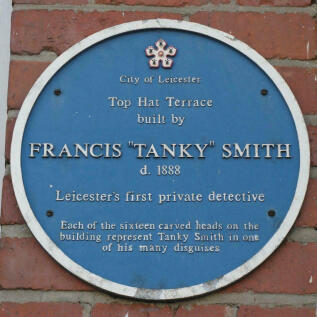 City of Leicester
Top Hat Terrace
built by
FRANCIS "TANKY" SMITH
d. 1888
Leicester's first private detective
Each of the sixteen carved heads on the
building represent Tanky Smith in one
of his many disguises